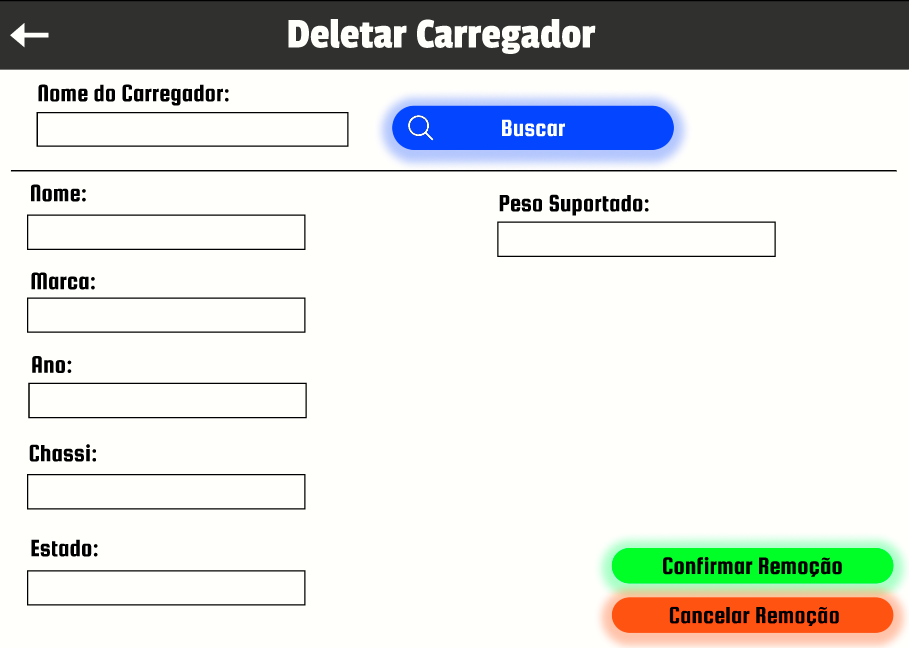 Deletar Carregador
Nome do Carregador:
Buscar
Nome:
Peso Suportado:
Marca:
Ano:
Chassi:
Estado:
Confirmar Remoção
Cancelar Remoção